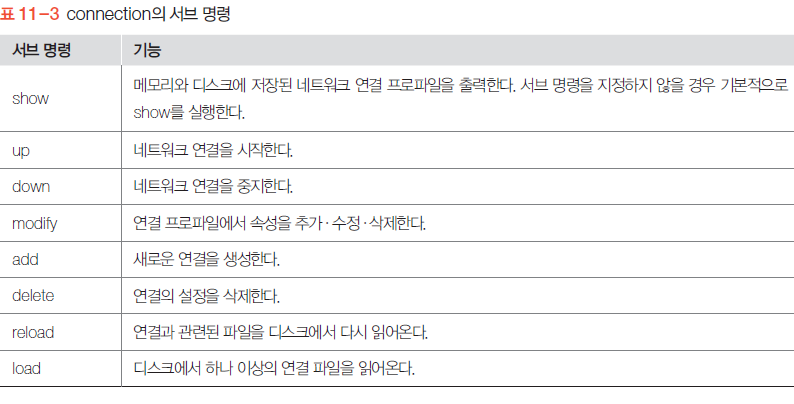 표 11-3 connection의 서브 명령
서브 명령 기능
show 메모리와 디스크에 저장된 네트워크 연결 프로파일을 출력한다. 서브 명령을 지정하지 않을 경우 기본적으로
show를 실행한다.
up 네트워크 연결을 시작한다.
down 네트워크 연결을 중지한다.
modify 연결 프로파일에서 속성을 추가·수정·삭제한다.
add 새로운 연결을 생성한다.
delete 연결의 설정을 삭제한다.
reload 연결과 관련된 파일을 디스크에서 다시 읽어온다.
load 디스크에서 하나 이상의 연결 파일을 읽어온다.